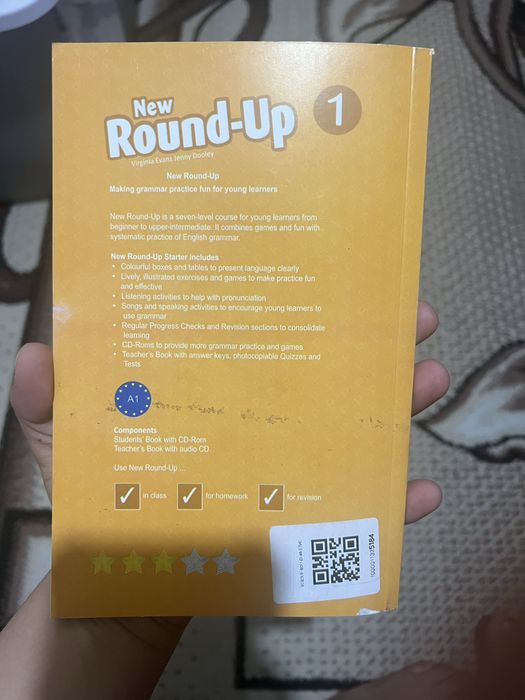 New
Round-Up 1
Virginia Evans Jenny Dooley
New Round-Up
Making grammar practice fun for young learners
New Round-Up is a seven-level course for young learners from
beginner to upper-intermediate. It combines games and fun with
systematic practice of English grammar.
New Round-Up Starter includes
• Colourful boxes and tables to present language clearly
• Lively, illustrated exercises and games to make practice fun
and effective
• Listening activities to help with pronunciation
• Songs and speaking activities to encourage young learners to
use grammar
• Regular Progress Checks and Revision sections to consolidate
learning
• CD-Roms to provide more grammar practice and games
• Teacher's Book with answer keys, photocopiable Quizzes and
Tests
A1
Components
Students' Book with CD-Rom
Teacher's Book with audio CD
Use New Round-Up ...
in class for homework for revision
1000011375184